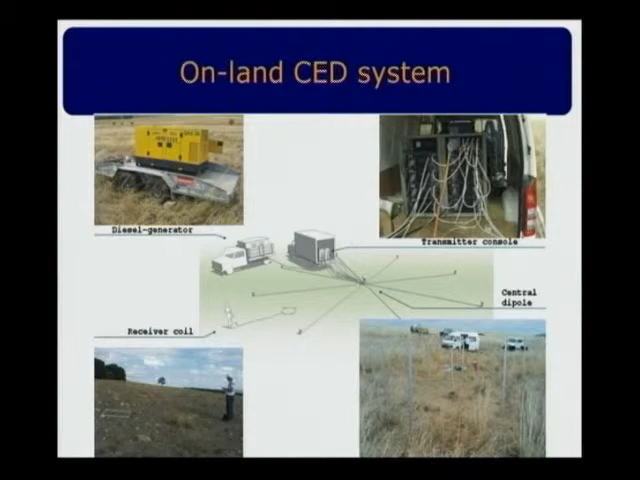 On-land CED system
Diesel-generator
Transmitter console
Central
dipole
Receiver coil